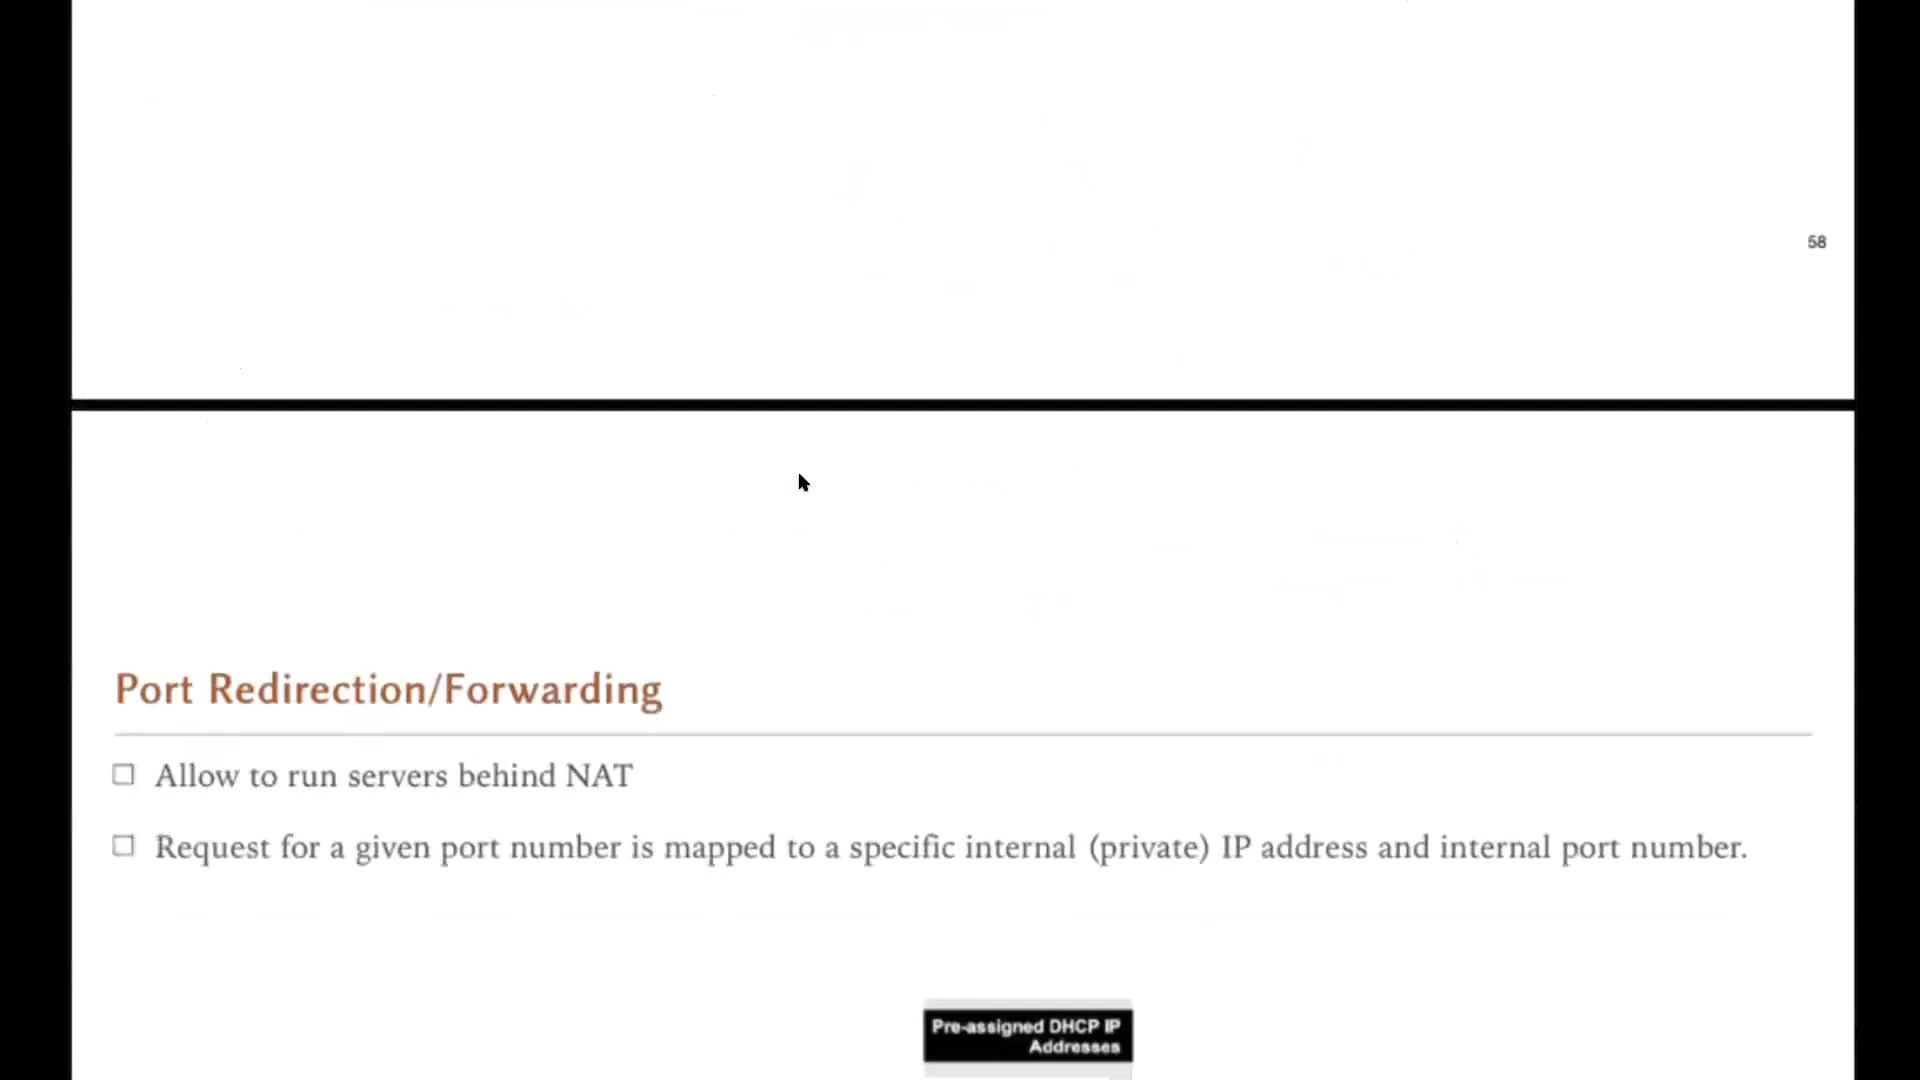 58
Port Redirection/Forwarding
☐ Allow to run servers behind NAT
☐ Request for a given port number is mapped to a specific internal (private) IP address and internal port number.
Pre-assigned DHCP IP
Addresses